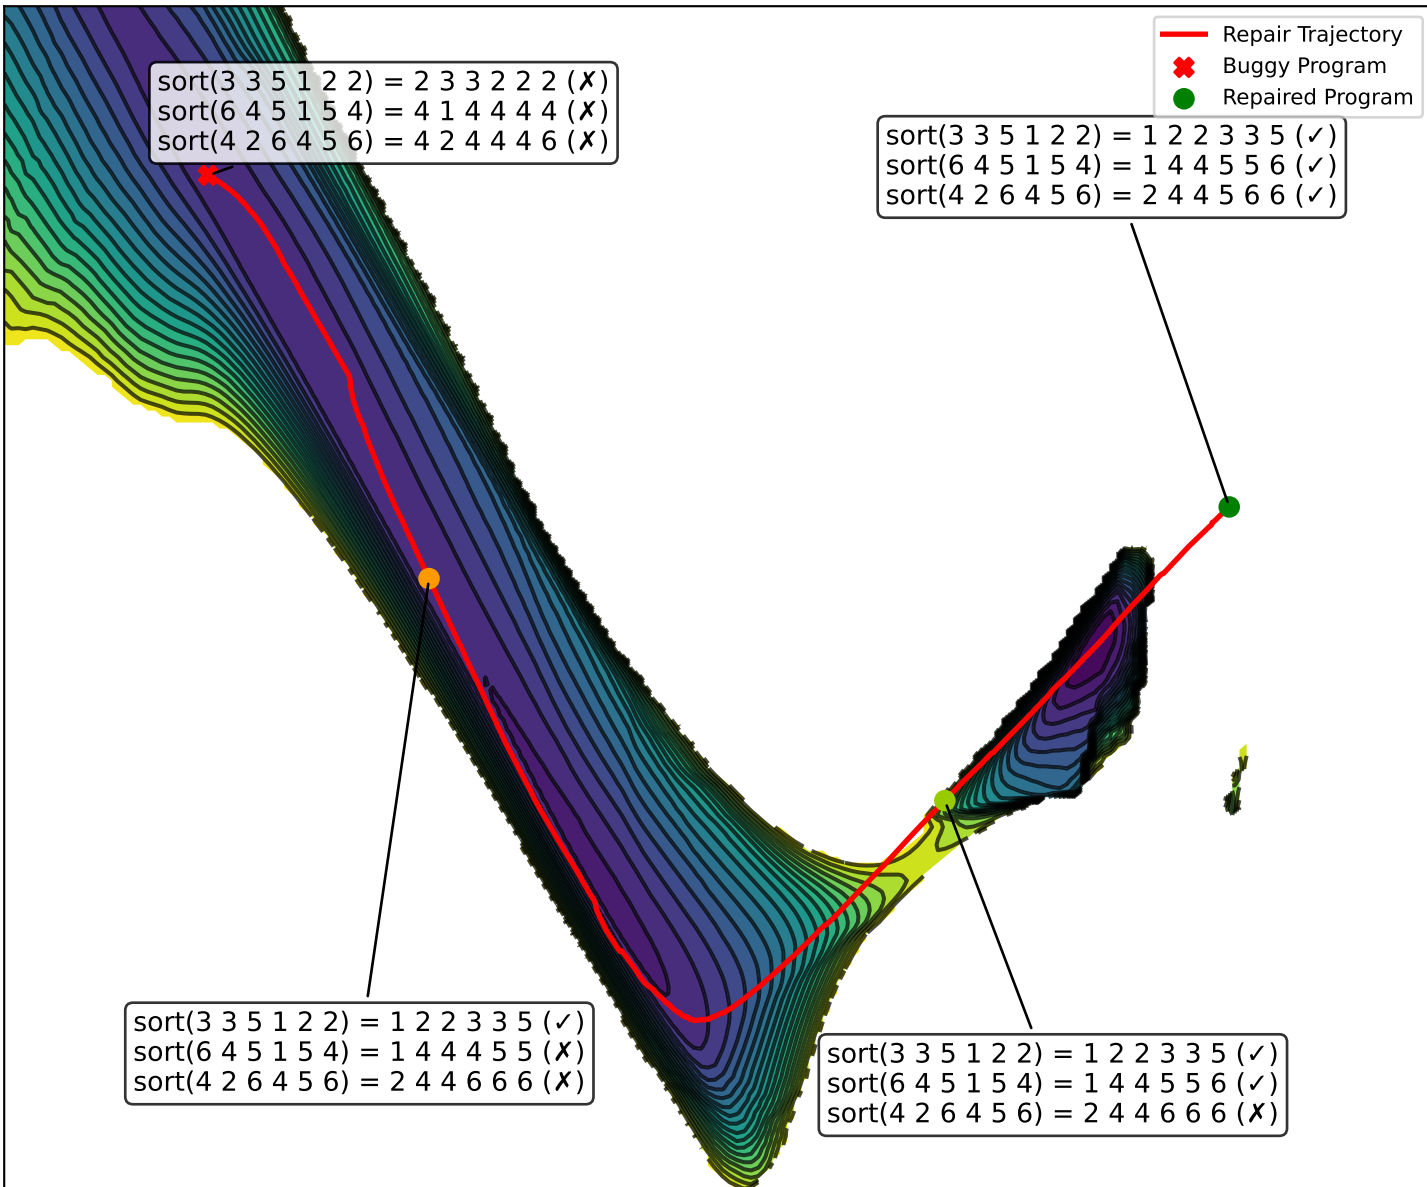 Repair Trajectory
Buggy Program
Repaired Program
sort(3 3 5 1 2 2) = 2 3 3 2 2 2 (✗)
sort(6 4 5 1 5 4) = 4 1 4 4 4 4 (✗)
sort(4 2 6 4 5 6) = 4 2 4 4 4 6 (✗)
sort(3 3 5 1 2 2) = 1 2 2 3 3 5 (✓)
sort(6 4 5 1 5 4) = 1 4 4 5 5 6 (✓)
sort(4 2 6 4 5 6) = 2 4 4 5 6 6 (✓)
sort(3 3 5 1 2 2) = 1 2 2 3 3 5 (✓)
sort(6 4 5 1 5 4) = 1 4 4 4 5 5 (✗)
sort(4 2 6 4 5 6) = 2 4 4 6 6 6 (✗)
sort(3 3 5 1 2 2) = 1 2 2 3 3 5 (✓)
sort(6 4 5 1 5 4) = 1 4 4 5 5 6 (✓)
sort(4 2 6 4 5 6) = 2 4 4 6 6 6 (✗)